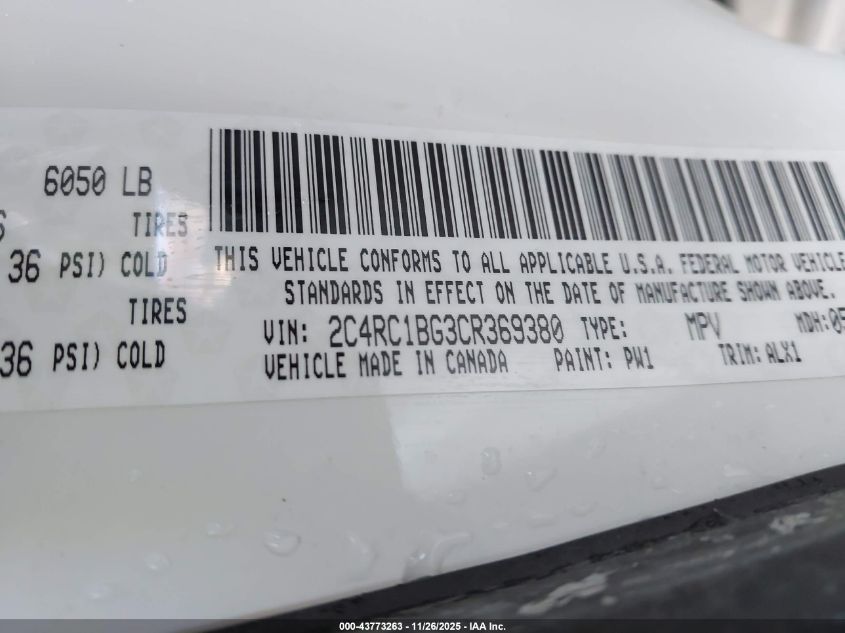 6050 LB
TIRES
36 PSI) COLD
TIRES
36 PSI) COLD
THIS VEHICLE CONFORMS TO ALL APPLICABLE U.S.A. FEDERAL MOTOR VEHICLE
STANDARDS IN EFFECT ON THE DATE OF MANUFACTURE SHOWN ABOVE.
VIN: 2C4RC1BG3CR369380 TYPE: MPV MDH:05
VEHICLE MADE IN CANADA PAINT: PW1 TRIM: ALX1
000-43773263 - 11/26/2025 - IAA Inc.